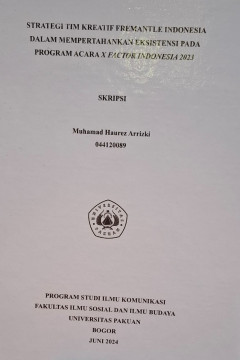 STRATEGI TIM KREATIF FREMANTLE INDONESIA
DALAM MEMPERTAHANKAN EKSISTENSI PADA
PROGRAM ACARA X FACTOR INDONESIA 2023
SKRIPSI
Muhamad Haurez Arrizki
044120089
PROGRAM STUDI ILMU KOMUNIKASI
FAKULTAS ILMU SOSIAL DAN ILMU BUDAYA
UNIVERSITAS PAKUAN
BOGOR
JUNI 2024